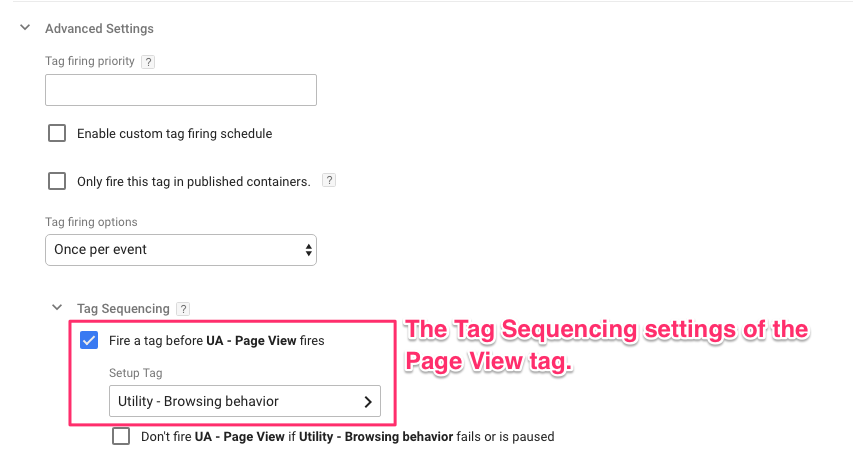 Advanced Settings
Tag firing priority ?
Enable custom tag firing schedule
Only fire this tag in published containers. ?
Tag firing options
Once per event
Tag Sequencing ?
Fire a tag before UA - Page View fires
The Tag Sequencing settings of the
Page View tag.
Setup Tag
Utility - Browsing behavior
Don't fire UA - Page View if Utility - Browsing behavior fails or is paused